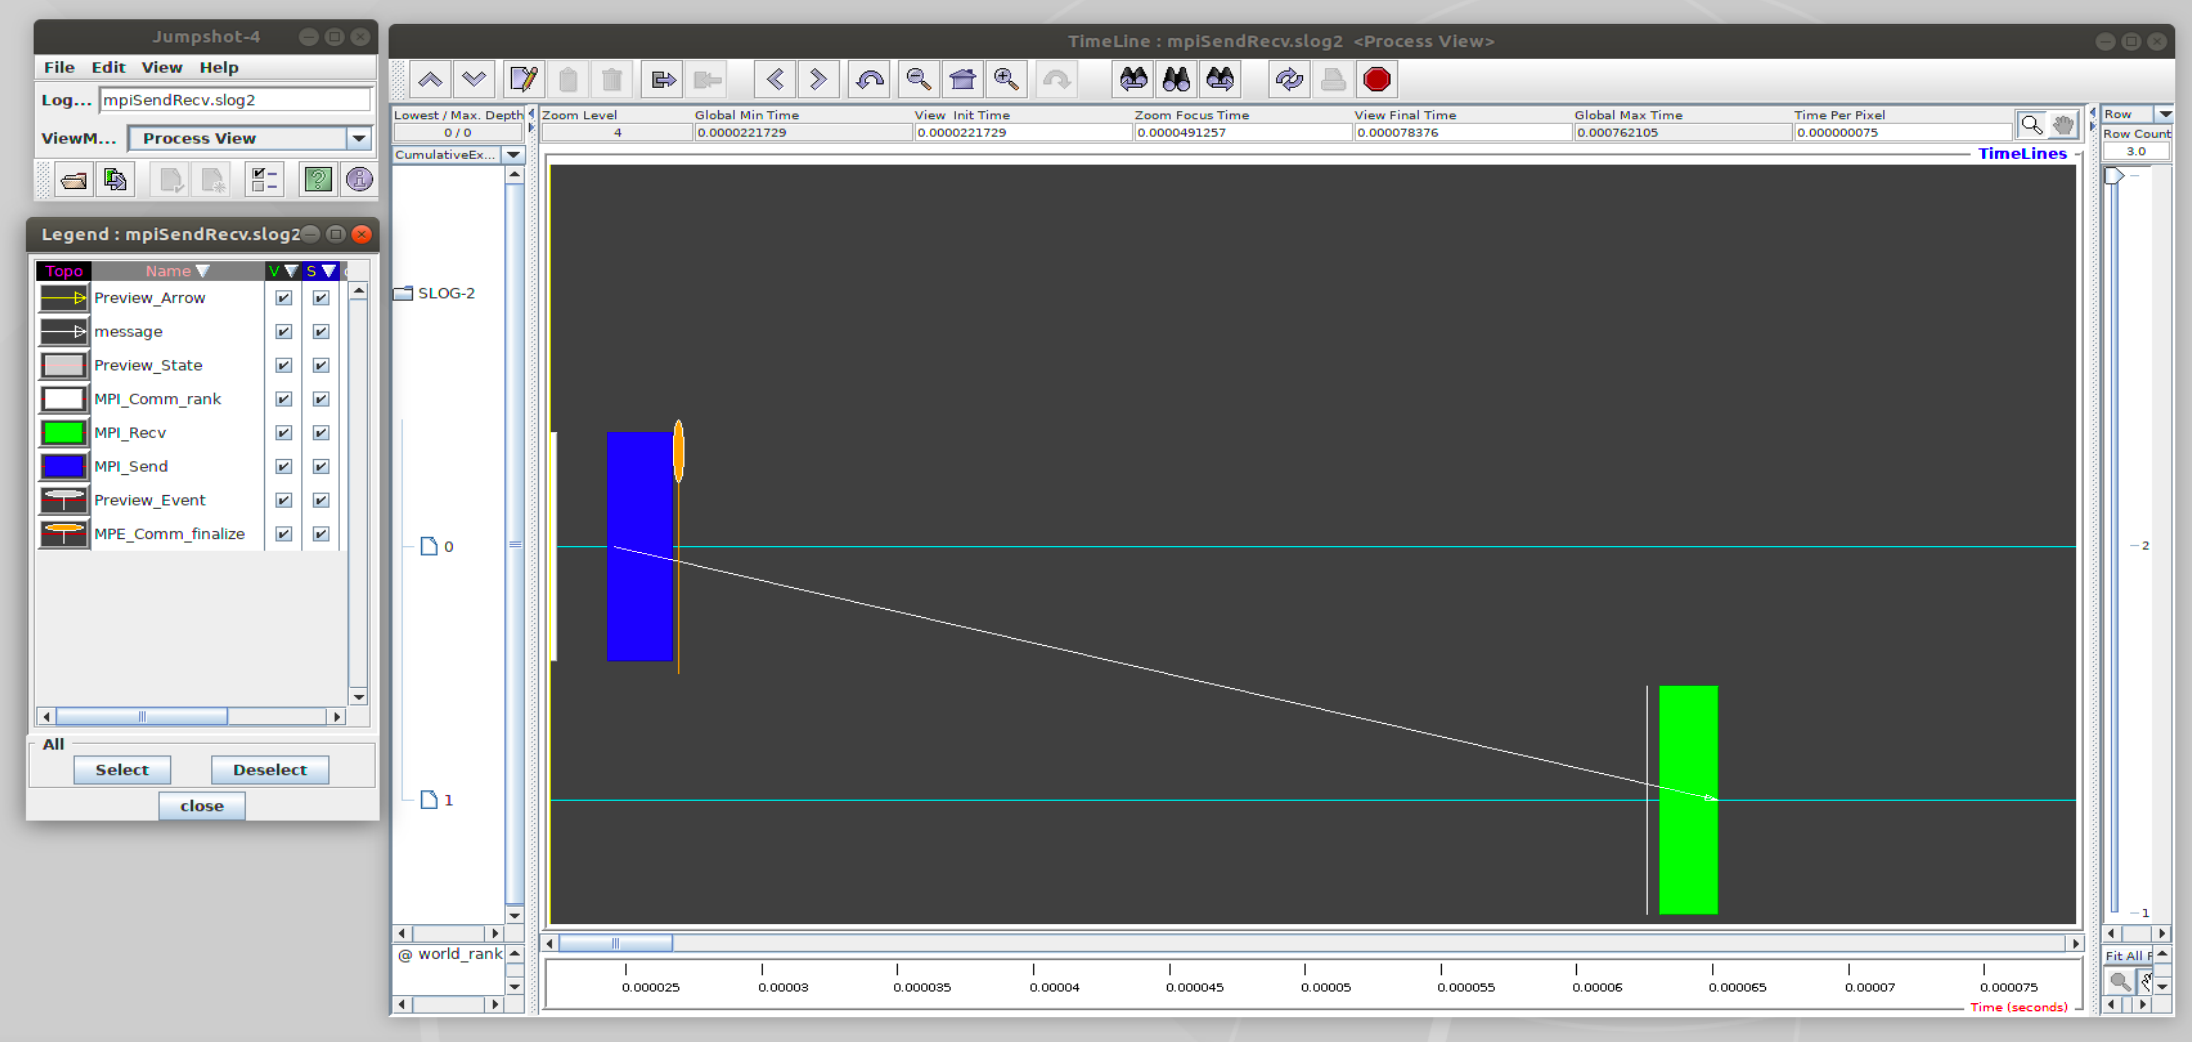 Jumpshot-4
File Edit View Help
Log... mpiSendRecv.slog2
ViewM... Process View
Legend : mpiSendRecv.slog2
Topo Name V S
Preview_Arrow
message
Preview_State
MPI_Comm_rank
MPI_Recv
MPI_Send
Preview_Event
MPE_Comm_finalize
All
Select Deselect
close
TimeLine : mpiSendRecv.slog2 <Process View>
Lowest / Max. Depth Zoom Level Global Min Time View Init Time Zoom Focus Time View Final Time Global Max Time Time Per Pixel
0 / 0 4 0.0000221729 0.0000221729 0.0000491257 0.000078376 0.000762105 0.000000075
Row
Row Count
3.0
CumulativeEx...
TimeLines
SLOG-2
0
1
2
1
@ world_rank
Fit All
0.000025 0.00003 0.000035 0.00004 0.000045 0.00005 0.000055 0.00006 0.000065 0.00007 0.000075
Time (seconds)